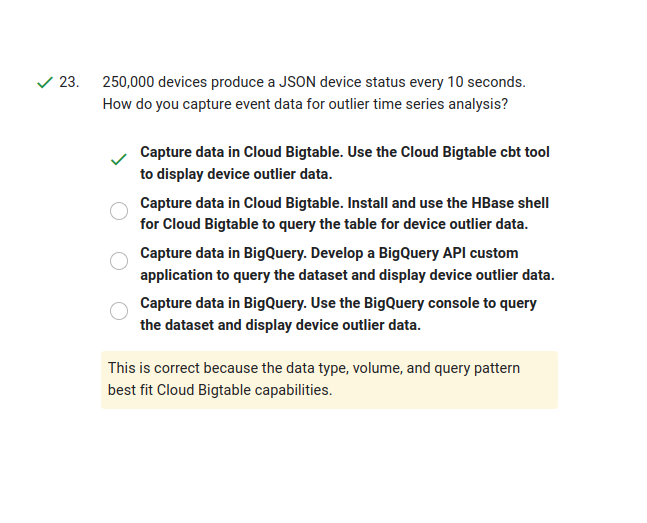 23. 250,000 devices produce a JSON device status every 10 seconds.
How do you capture event data for outlier time series analysis?
Capture data in Cloud Bigtable. Use the Cloud Bigtable cbt tool
to display device outlier data.
Capture data in Cloud Bigtable. Install and use the HBase shell
for Cloud Bigtable to query the table for device outlier data.
Capture data in BigQuery. Develop a BigQuery API custom
application to query the dataset and display device outlier data.
Capture data in BigQuery. Use the BigQuery console to query
the dataset and display device outlier data.
This is correct because the data type, volume, and query pattern
best fit Cloud Bigtable capabilities.